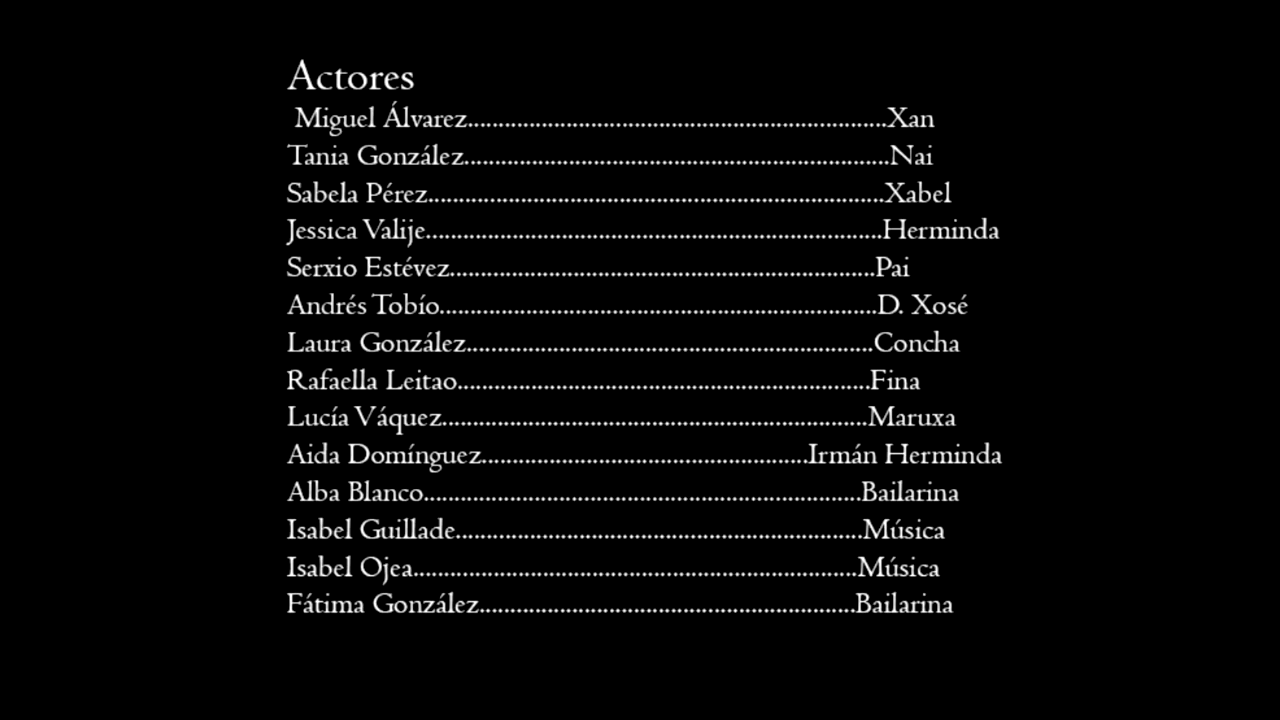 Actores
Miguel Álvarez....................................................................Xan
Tania González.....................................................................Nai
Sabela Pérez..........................................................................Xabel
Jessica Valije..........................................................................Herminda
Serxio Estévez.....................................................................Pai
Andrés Tobío.......................................................................D. Xosé
Laura González..................................................................Concha
Rafaella Leitao...................................................................Fina
Lucía Váquez.....................................................................Maruxa
Aida Domínguez.....................................................Irmán Herminda
Alba Blanco.......................................................................Bailarina
Isabel Guillade..................................................................Música
Isabel Ojea........................................................................Música
Fátima González.............................................................Bailarina